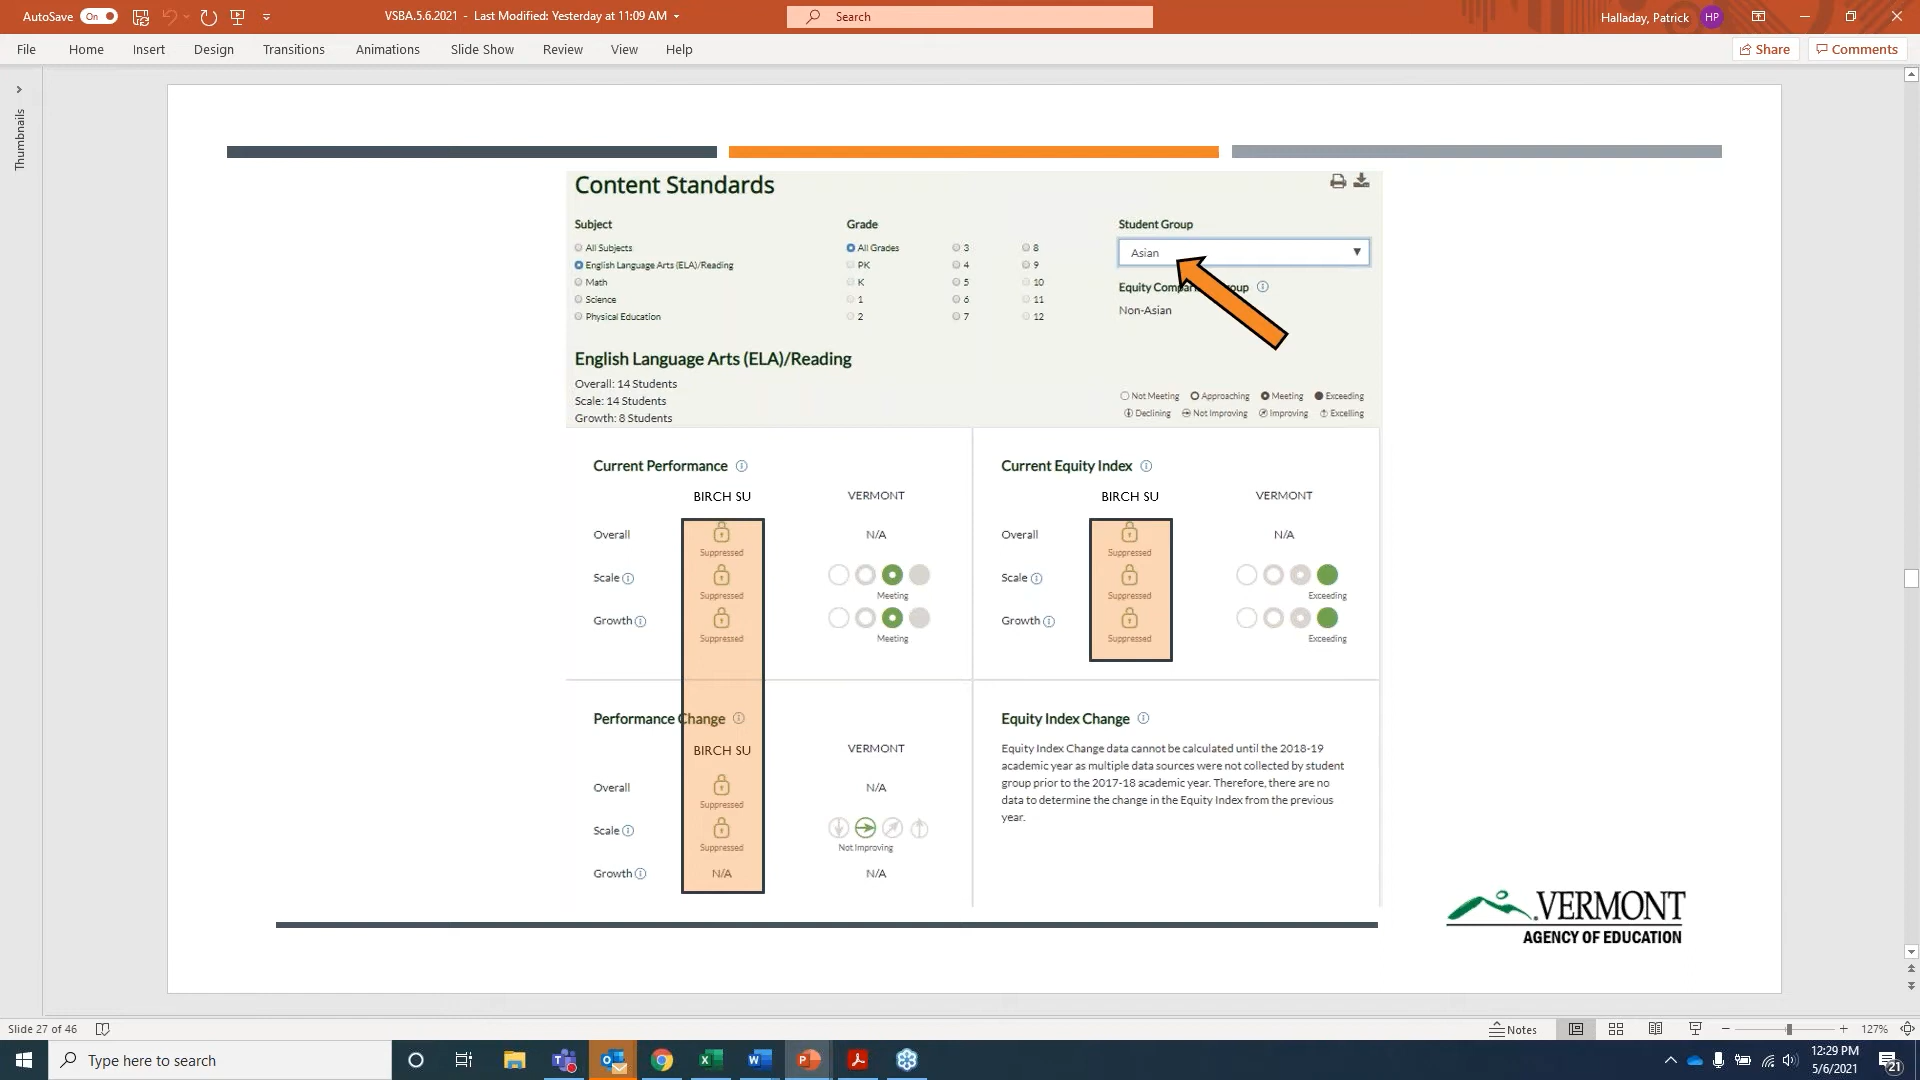 AutoSave On VSBA.5.6.2021 - Last Modified: Yesterday at 11:09 AM Search Halladay, Patrick HP
File Home Insert Design Transitions Animations Slide Show Review View Help Share Comments
Thumbnails
Content Standards
Subject Grade Student Group
All Subjects All Grades 3 8 Asian
English Language Arts (ELA)/Reading PK 4 9
Math K 5 10
Science 1 6 11
Physical Education 2 7 12
Equity Compar group
Non-Asian
English Language Arts (ELA)/Reading
Overall: 14 Students
Scale: 14 Students
Growth: 8 Students
Not Meeting Approaching Meeting Exceeding
Declining Not Improving Improving Excelling
Current Performance
BIRCH SU VERMONT
Overall Suppressed N/A
Scale Suppressed Meeting
Growth Suppressed Meeting
Current Equity Index
BIRCH SU VERMONT
Overall Suppressed N/A
Scale Suppressed Exceeding
Growth Suppressed Exceeding
Performance Change
BIRCH SU VERMONT
Overall Suppressed N/A
Scale Suppressed Not Improving
Growth N/A N/A
Equity Index Change
Equity Index Change data cannot be calculated until the 2018-19
academic year as multiple data sources were not collected by student
group prior to the 2017-18 academic year. Therefore, there are no
data to determine the change in the Equity Index from the previous
year.
VERMONT
AGENCY OF EDUCATION
Slide 27 of 46 Notes 127%
Type here to search
12:29 PM
5/6/2021
21